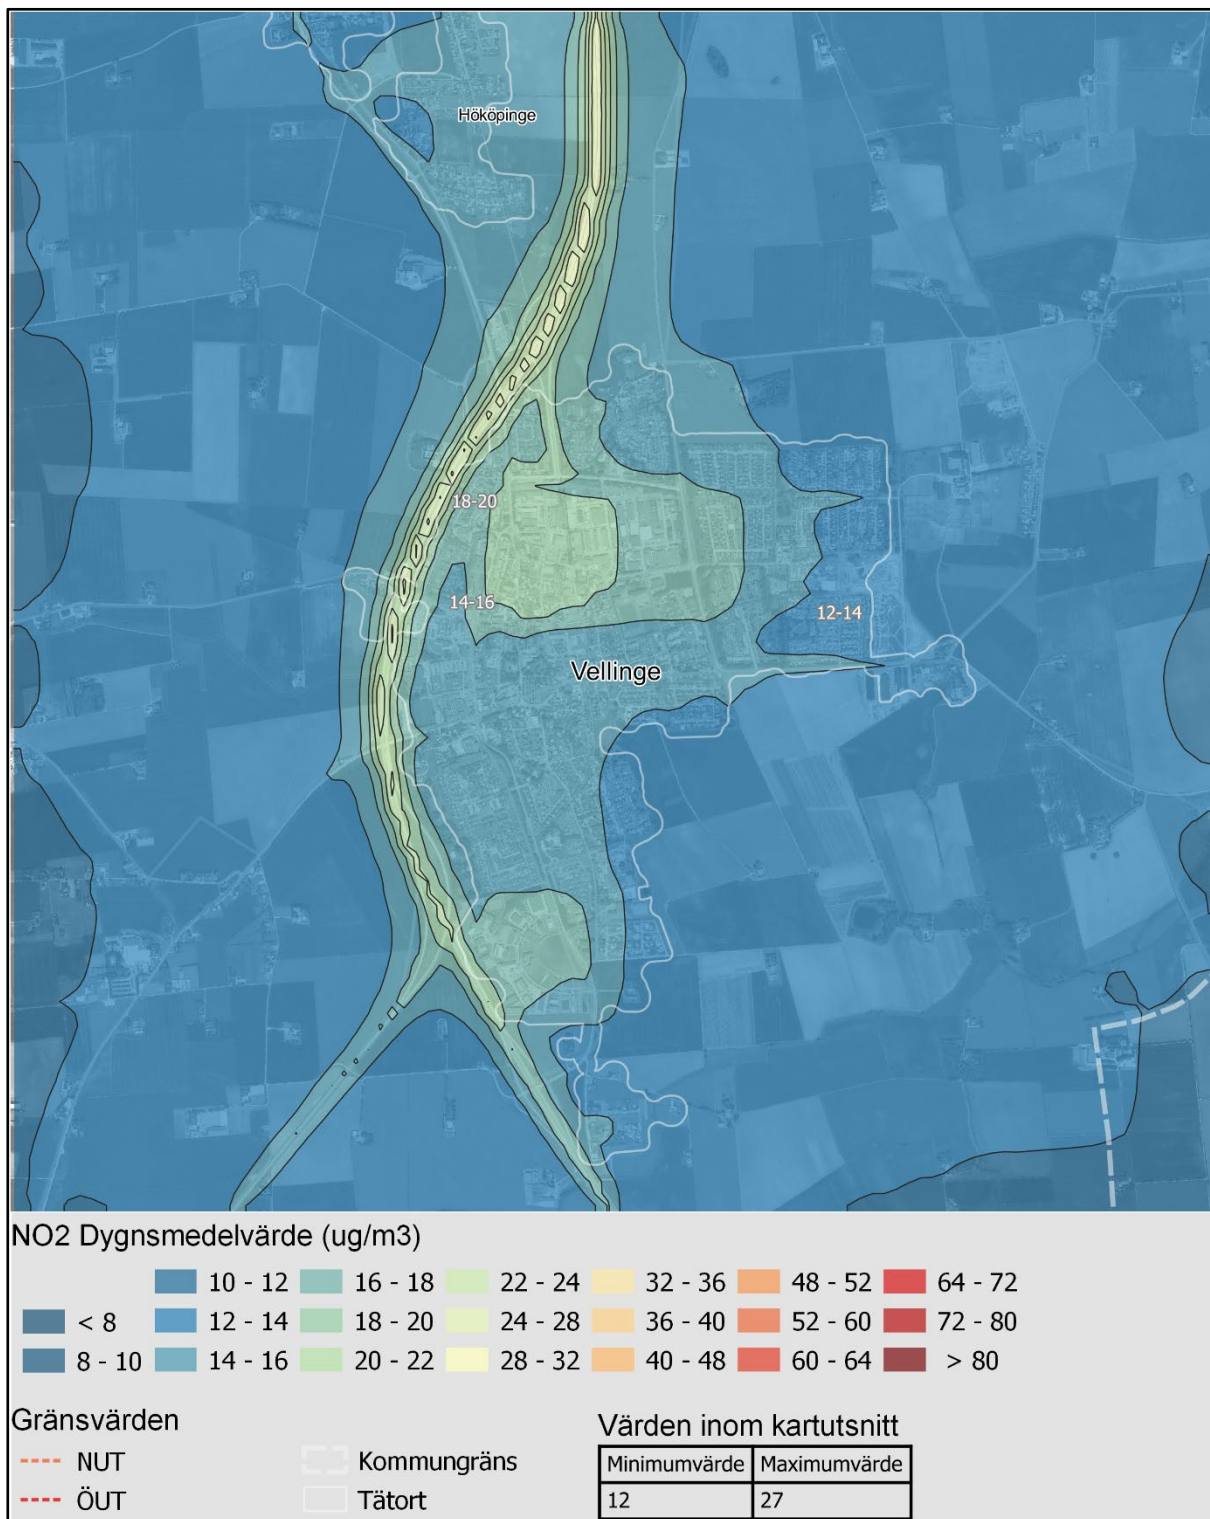 Hököpinge
18-20
14-16
12-14
Vellinge
NO2 Dygnsmedelvärde (ug/m3)
10 - 12 16 - 18 22 - 24 32 - 36 48 - 52 64 - 72
< 8 12 - 14 18 - 20 24 - 28 36 - 40 52 - 60 72 - 80
8 - 10 14 - 16 20 - 22 28 - 32 40 - 48 60 - 64 > 80
Gränsvärden
NUT
ÖUT
Kommungräns
Tätort
Värden inom kartutsnitt
Minimumvärde Maximumvärde
12 27